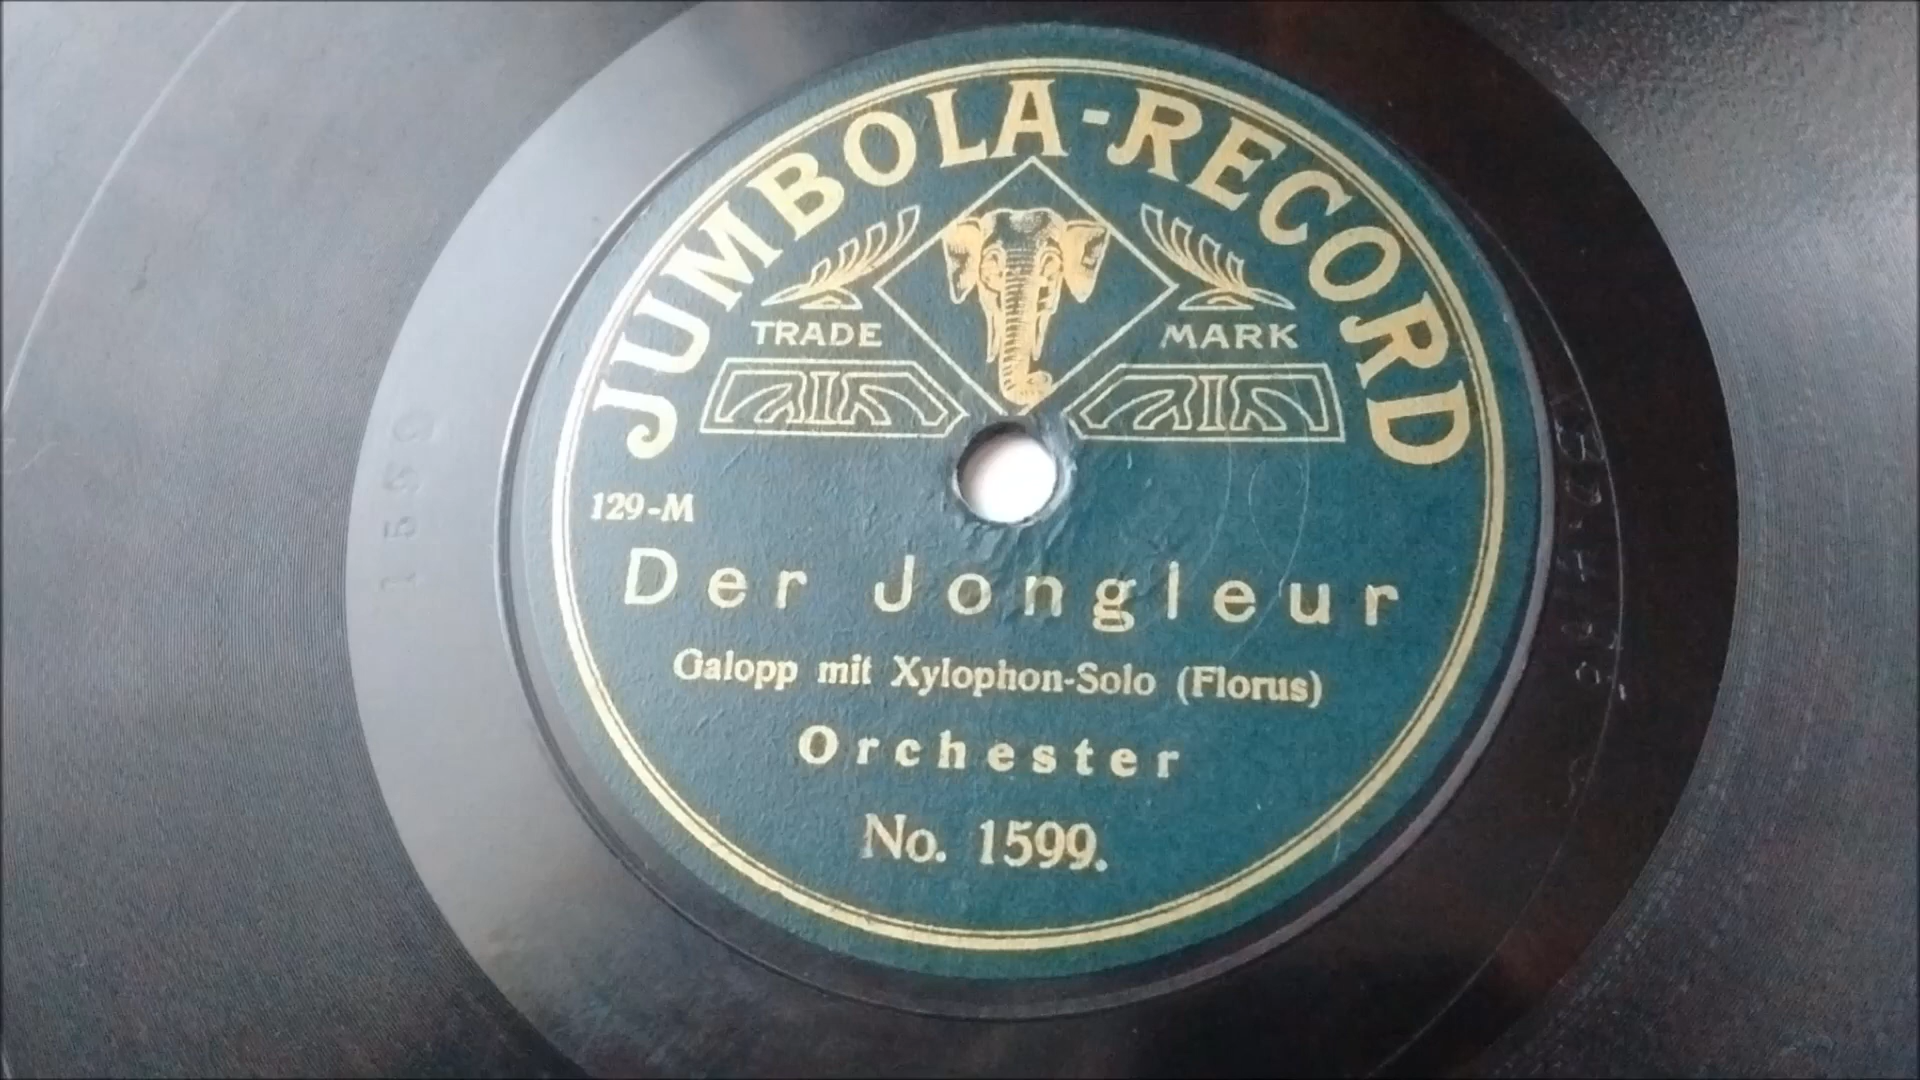 JUMBOLA-RECORD
TRADE MARK
129-M
Der Jongleur
Galopp mit Xylophon-Solo (Florus)
Orchester
No. 1599.